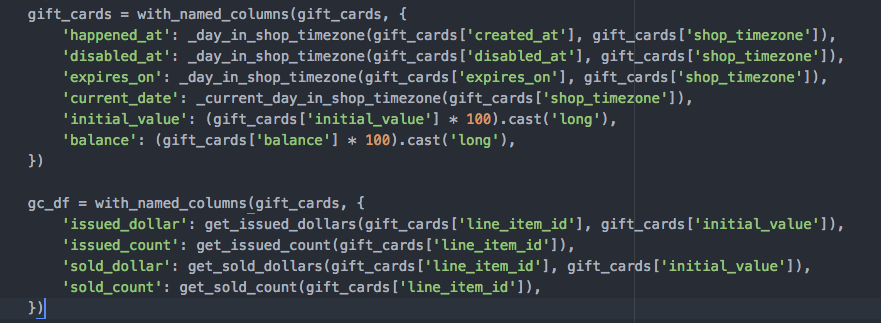 gift_cards = with_named_columns(gift_cards, {
    'happened_at': _day_in_shop_timezone(gift_cards['created_at'], gift_cards['shop_timezone']),
    'disabled_at': _day_in_shop_timezone(gift_cards['disabled_at'], gift_cards['shop_timezone']),
    'expires_on': _day_in_shop_timezone(gift_cards['expires_on'], gift_cards['shop_timezone']),
    'current_date': _current_day_in_shop_timezone(gift_cards['shop_timezone']),
    'initial_value': (gift_cards['initial_value'] * 100).cast('long'),
    'balance': (gift_cards['balance'] * 100).cast('long'),
})

gc_df = with_named_columns(gift_cards, {
    'issued_dollar': get_issued_dollars(gift_cards['line_item_id'], gift_cards['initial_value']),
    'issued_count': get_issued_count(gift_cards['line_item_id']),
    'sold_dollar': get_sold_dollars(gift_cards['line_item_id'], gift_cards['initial_value']),
    'sold_count': get_sold_count(gift_cards['line_item_id']),
})